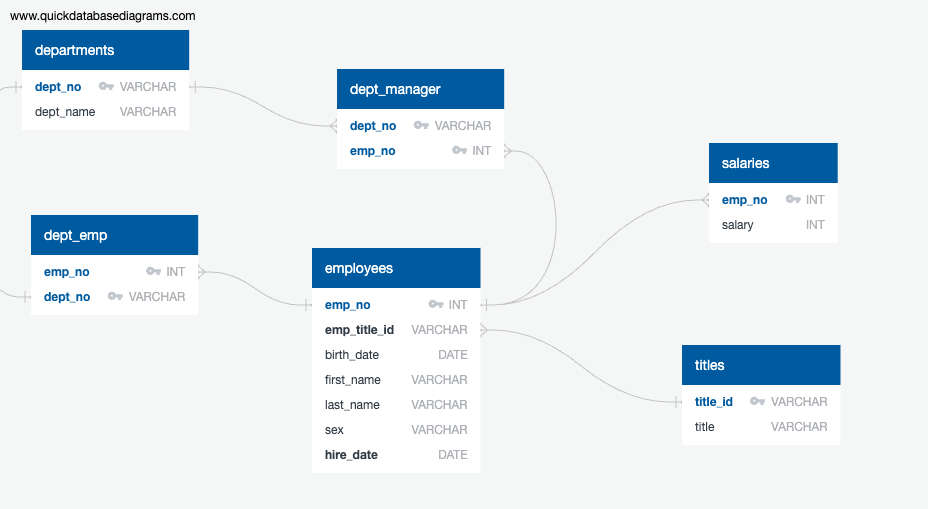 www.quickdatabasediagrams.com
departments
dept_no VARCHAR
dept_name VARCHAR
dept_manager
dept_no VARCHAR
emp_no INT
salaries
emp_no INT
salary INT
dept_emp
emp_no INT
dept_no VARCHAR
employees
emp_no INT
emp_title_id VARCHAR
birth_date DATE
first_name VARCHAR
last_name VARCHAR
sex VARCHAR
hire_date DATE
titles
title_id VARCHAR
title VARCHAR